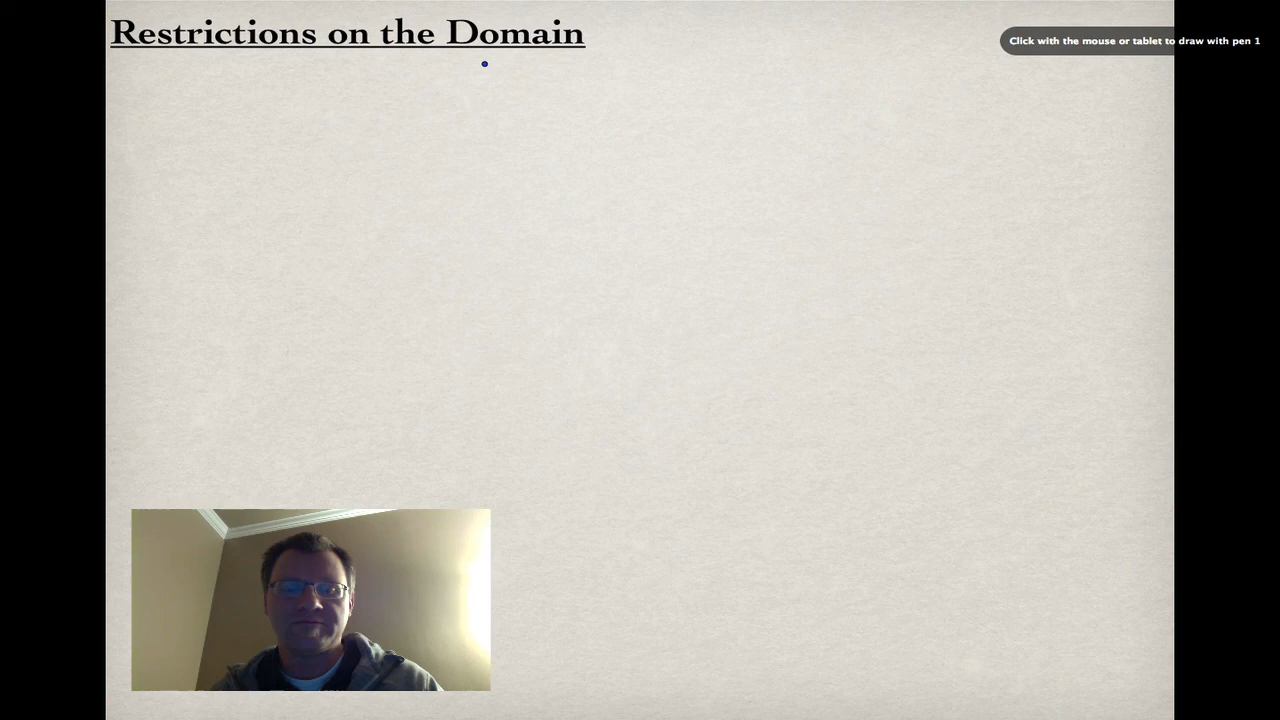 Restrictions on the Domain
Click with the mouse or tablet to draw with pen 1